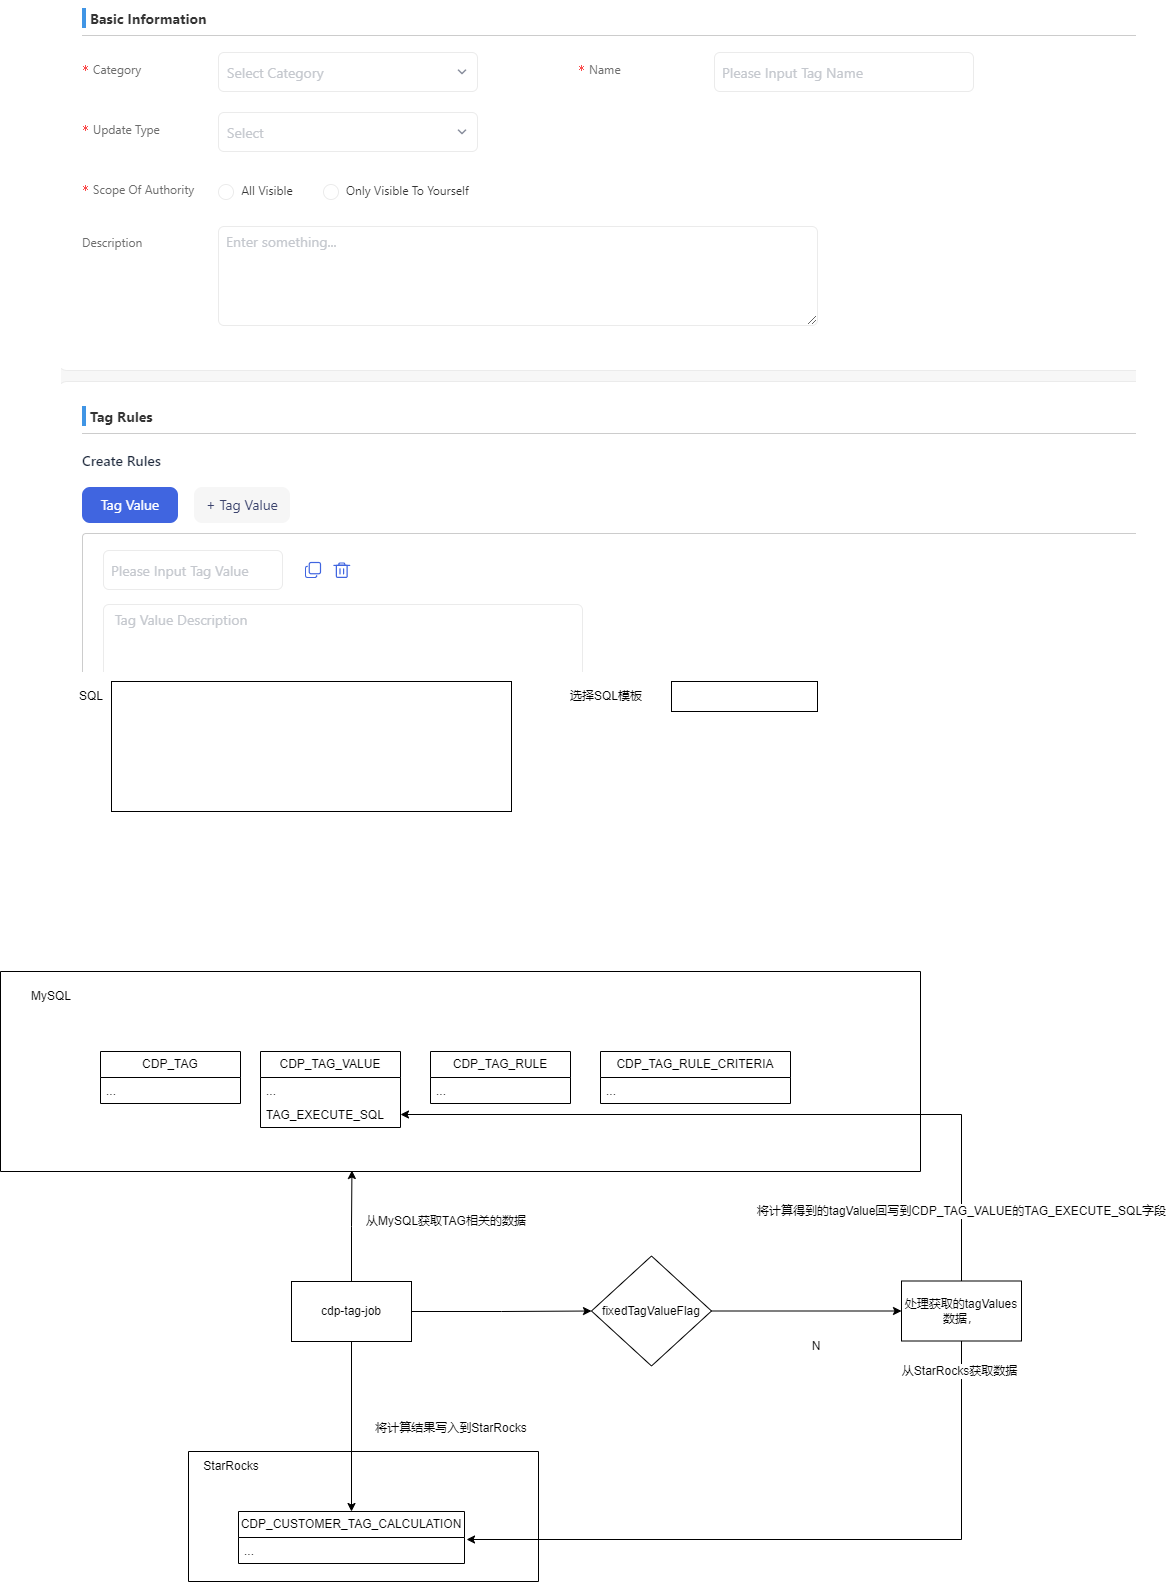 Basic Information
* Category
Select Category
* Name
Please Input Tag Name
* Update Type
Select
* Scope Of Authority
All Visible
Only Visible To Yourself
Description
Enter something...
Tag Rules
Create Rules
Tag Value
+ Tag Value
Please Input Tag Value
Tag Value Description
SQL
选择SQL模板
MySQL
CDP_TAG
...
CDP_TAG_VALUE
...
TAG_EXECUTE_SQL
CDP_TAG_RULE
...
CDP_TAG_RULE_CRITERIA
...
从MySQL获取TAG相关的数据
将计算得到的tagValue回写到CDP_TAG_VALUE的TAG_EXECUTE_SQL字段
cdp-tag-job
fixedTagValueFlag
N
处理获取的tagValues
数据，
从StarRocks获取数据
将计算结果写入到StarRocks
StarRocks
CDP_CUSTOMER_TAG_CALCULATION
...